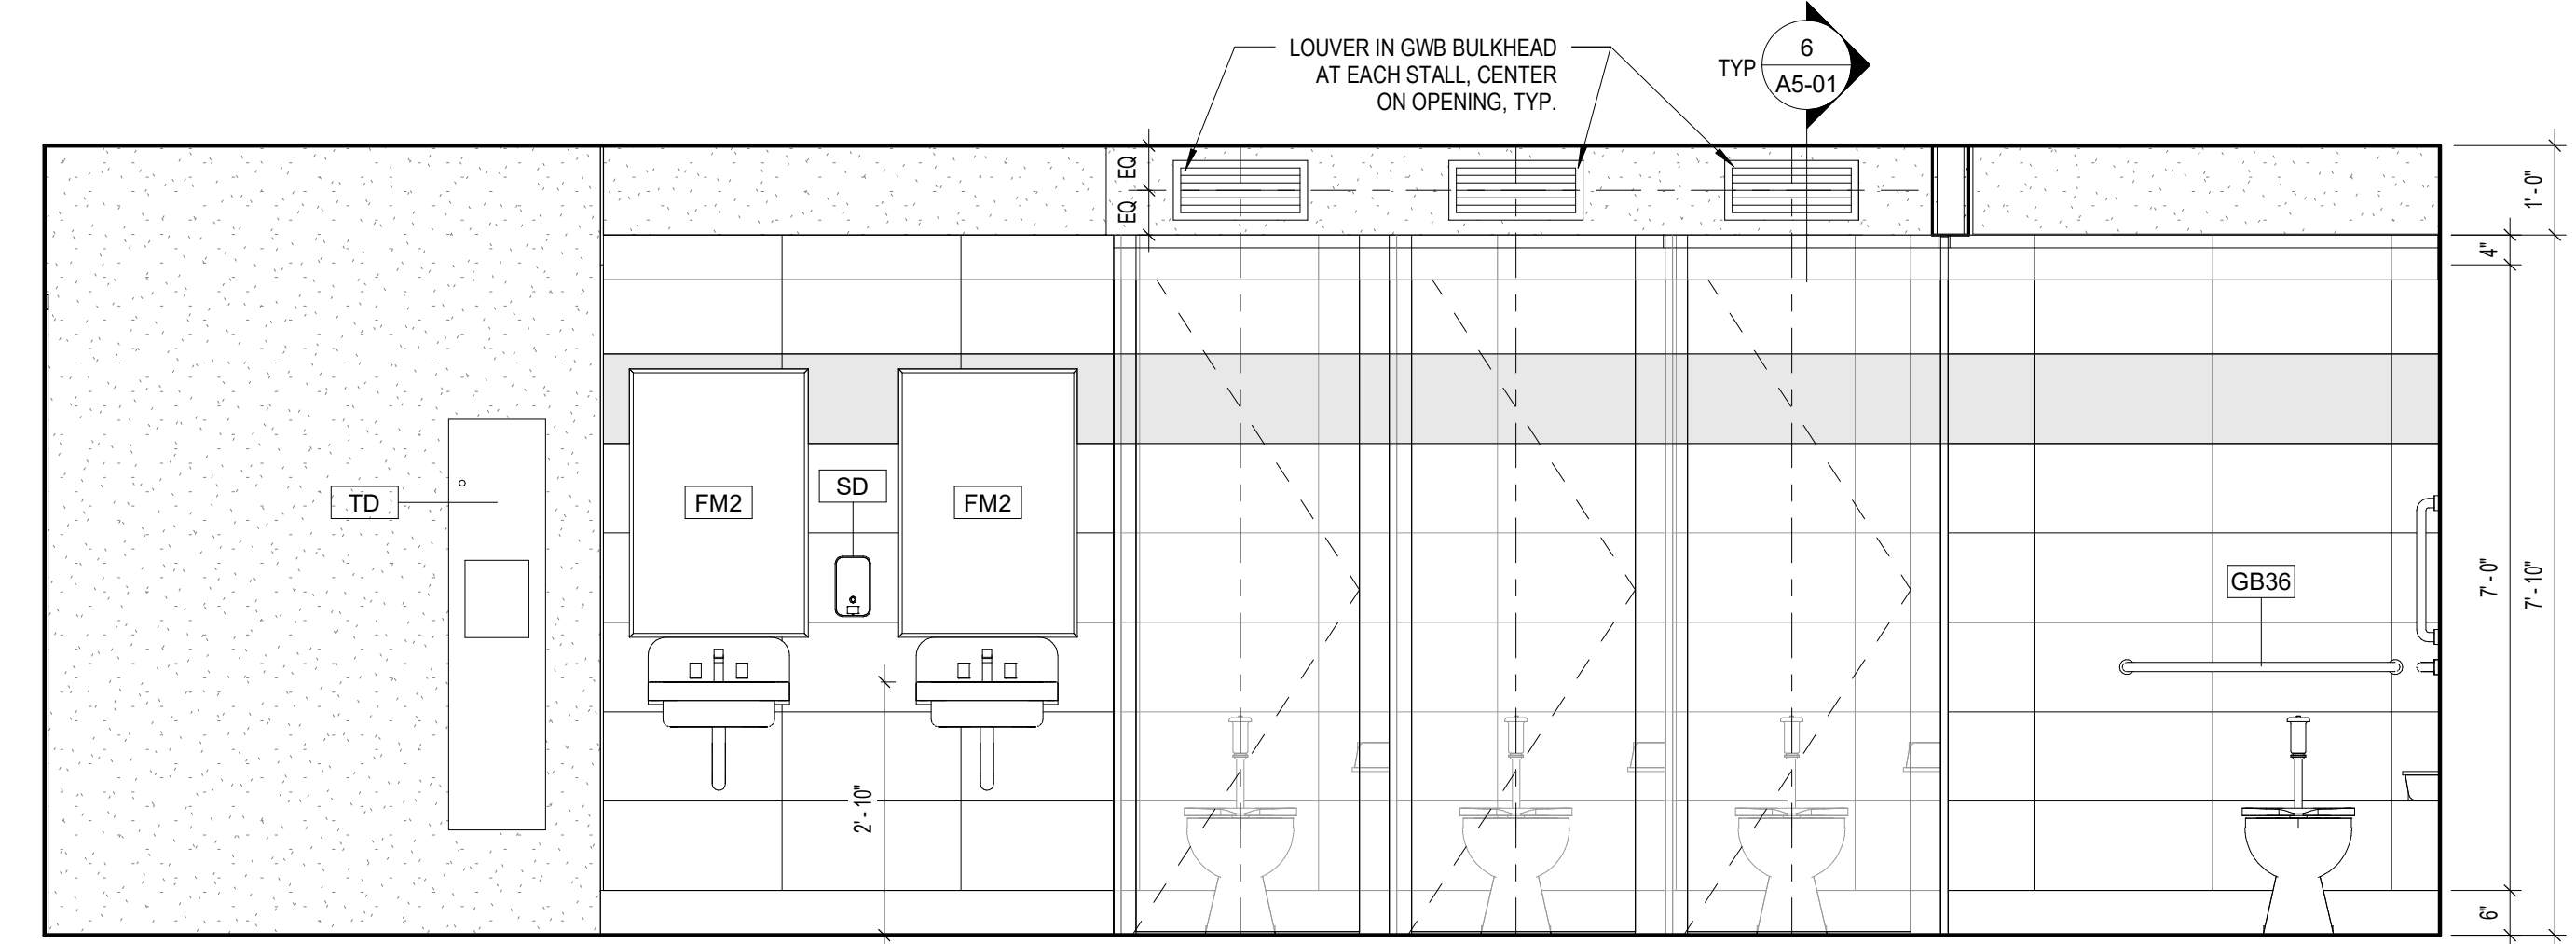 LOUVER IN GWB BULKHEAD
AT EACH STALL, CENTER
ON OPENING, TYP.
TYP
6
A5-01
EQ
EQ
1' - 0"
4"
7' - 0"
7' - 10"
6"
TD
FM2
SD
FM2
GB36
2' - 10"